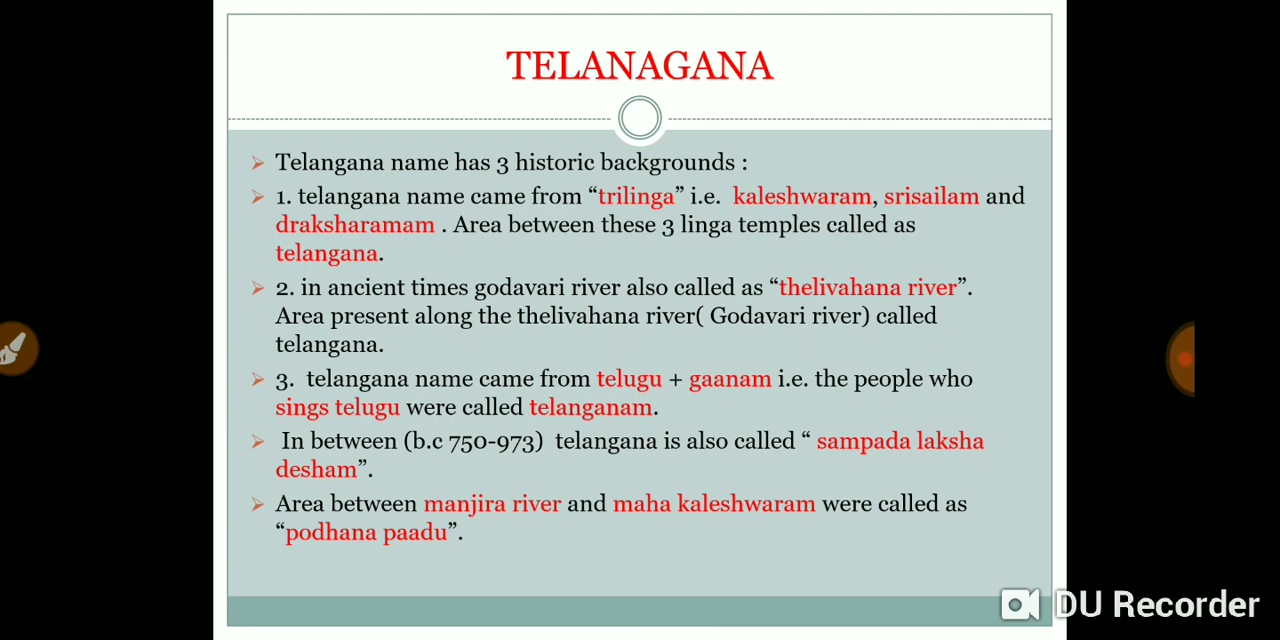 TELANAGANA
Telangana name has 3 historic backgrounds :
1. telangana name came from “trilinga” i.e. kaleshwaram, srisailam and
draksharamam . Area between these 3 linga temples called as
telangana.
2. in ancient times godavari river also called as “thelivahana river”.
Area present along the thelivahana river( Godavari river) called
telangana.
3. telangana name came from telugu + gaanam i.e. the people who
sings telugu were called telanganam.
In between (b.c 750-973) telangana is also called “ sampada laksha
desham”.
Area between manjira river and maha kaleshwaram were called as
“podhana paadu”.
DU Recorder